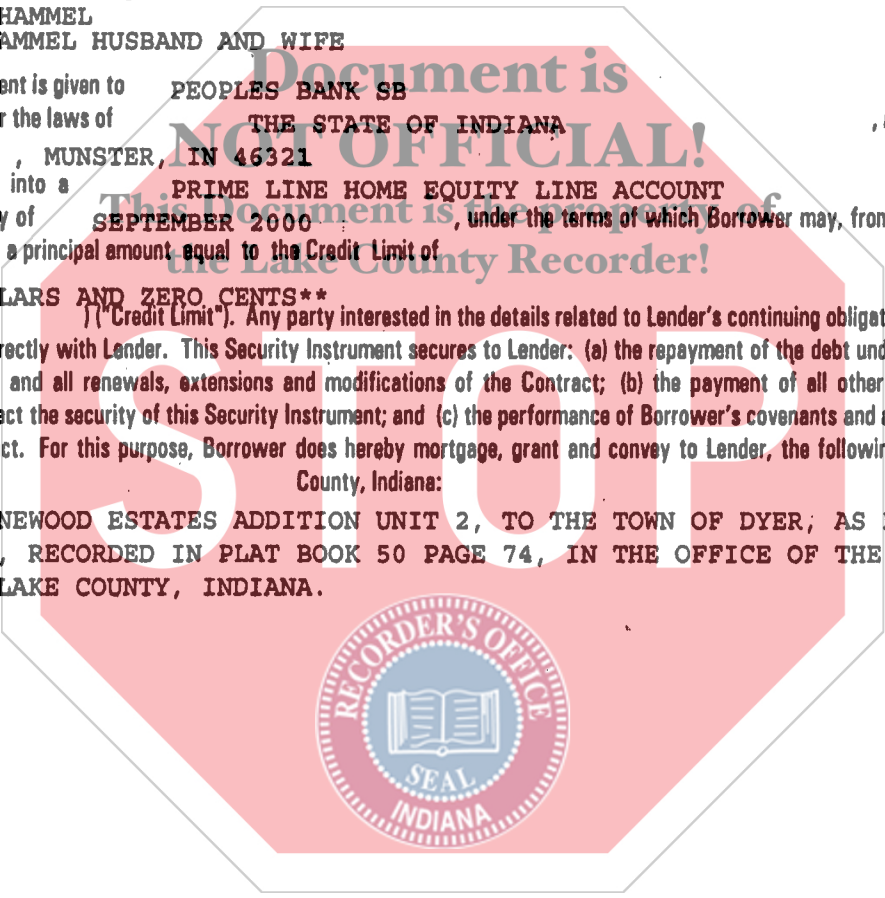 HAMMEL
AMMEL HUSBAND AND WIFE
Document is
ent is given to PEOPLES BANK SB
r the laws of THE STATE OF INDIANA ,
NOT OFFICIAL!
, MUNSTER, IN 46321
into a PRIME LINE HOME EQUITY LINE ACCOUNT
This Document is the property of
y of SEPTEMBER 2000 , under the terms of which Borrower may, from
a principal amount equal to the Credit Limit of
the Lake County Recorder!
LARS AND ZERO CENTS**
) ("Credit Limit"). Any party interested in the details related to Lender's continuing obligat
rectly with Lender. This Security Instrument secures to Lender: (a) the repayment of the debt und
and all renewals, extensions and modifications of the Contract; (b) the payment of all other
ect the security of this Security Instrument; and (c) the performance of Borrower's covenants and a
ct. For this purpose, Borrower does hereby mortgage, grant and convey to Lender, the followin
County, Indiana:
STOP
NEWOOD ESTATES ADDITION UNIT 2, TO THE TOWN OF DYER, AS
, RECORDED IN PLAT BOOK 50 PAGE 74, IN THE OFFICE OF THE
LAKE COUNTY, INDIANA.
RECORDER'S OFFICE
SEAL
INDIANA